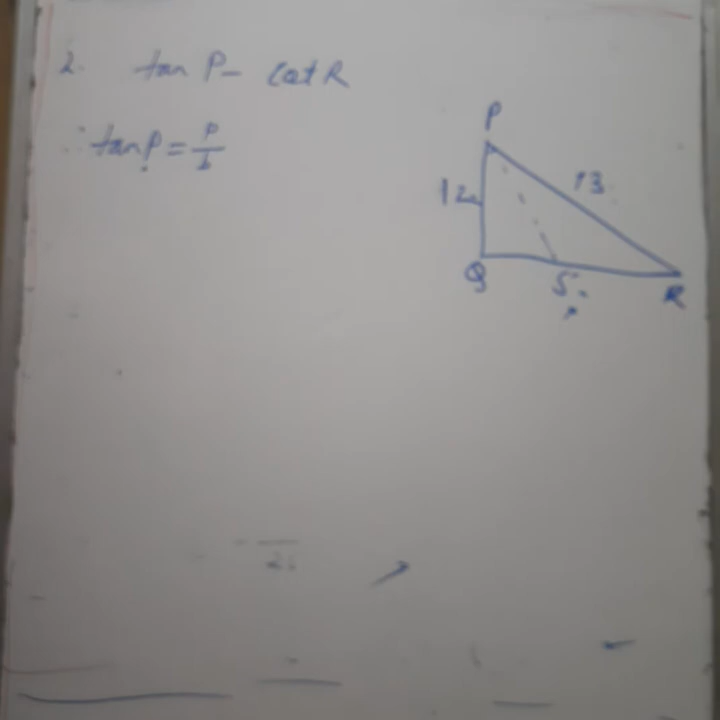 2. tan P - cot R
∴ tan P = P/b
P
12
13
Q
5
R